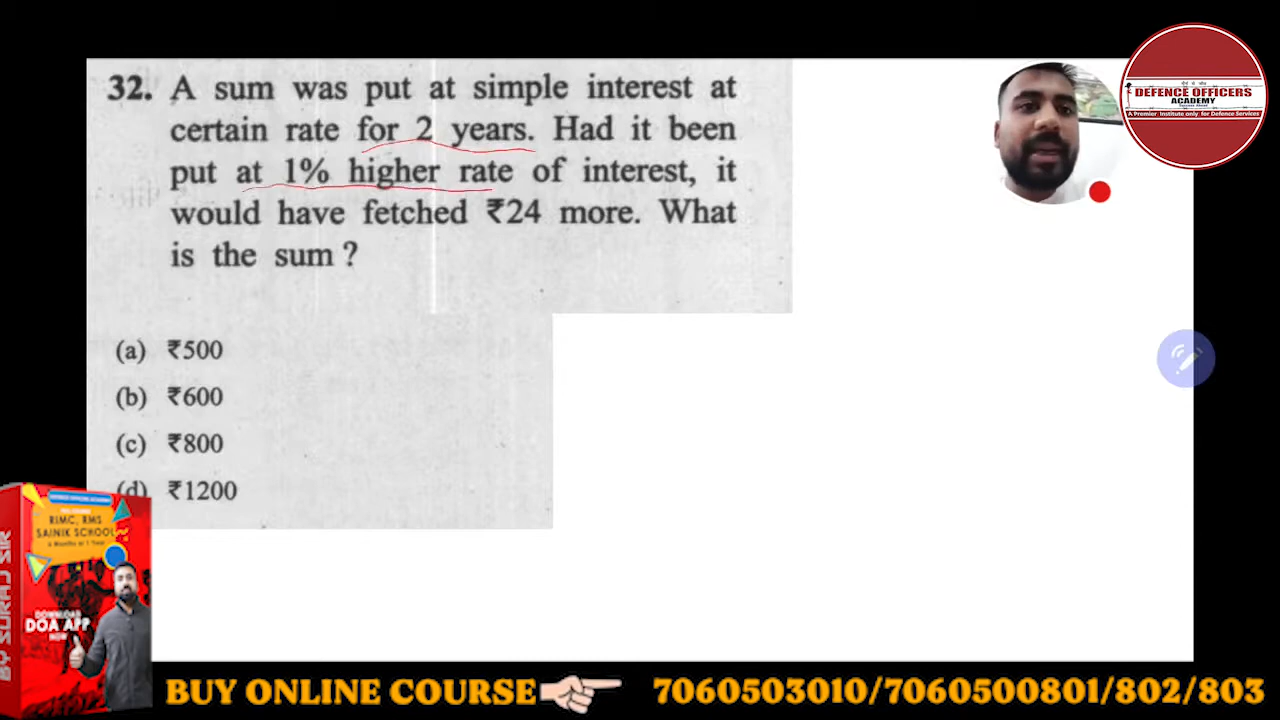 32. A sum was put at simple interest at
certain rate for 2 years. Had it been
put at 1% higher rate of interest, it
would have fetched ₹24 more. What
is the sum ?
(a) ₹500
(b) ₹600
(c) ₹800
(d) ₹1200
DEFENCE OFFICERS
ACADEMY
A Premier Institute only for Defence Services
RIMC, RMS
SAINIK SCHOOL
DOWNLOAD
DOA APP
NOW
BY SURAJ SIR
BUY ONLINE COURSE
7060503010/7060500801/802/803